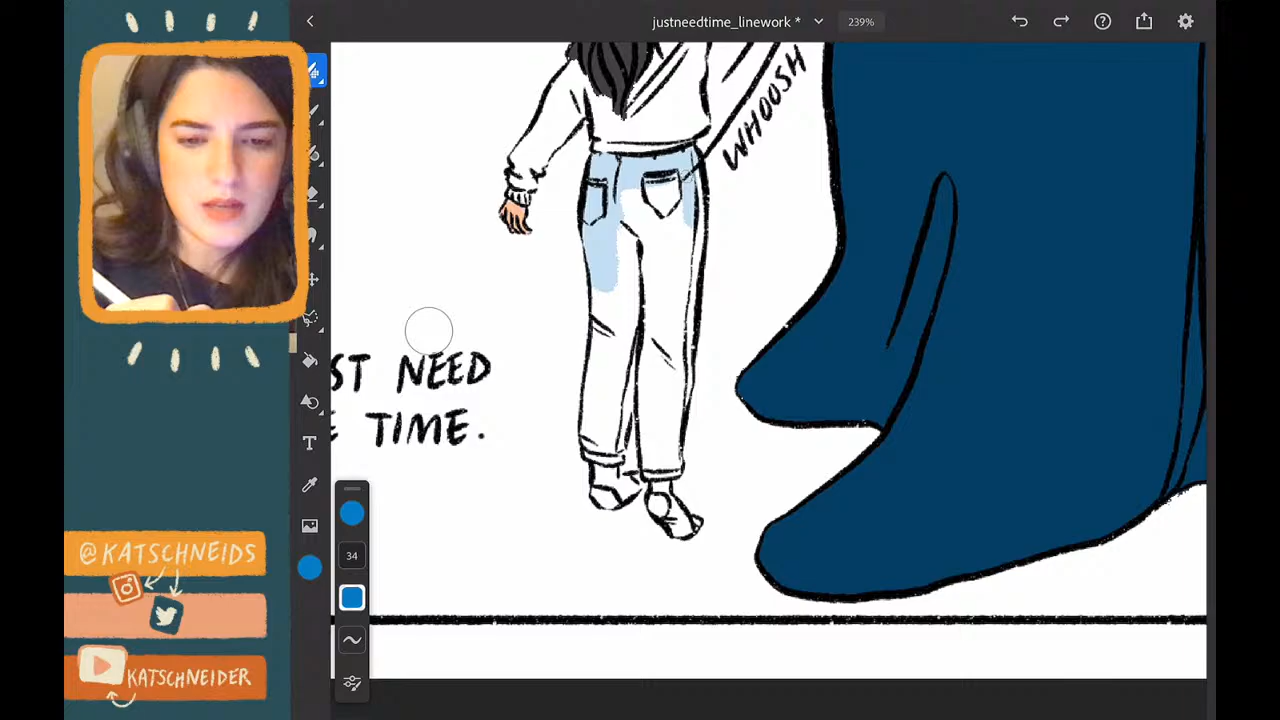 justneedtime_linework *
239%
WHOOSH
ST NEED
E TIME.
34
T
@KATSCHNEIDS
KATSCHNEIDER